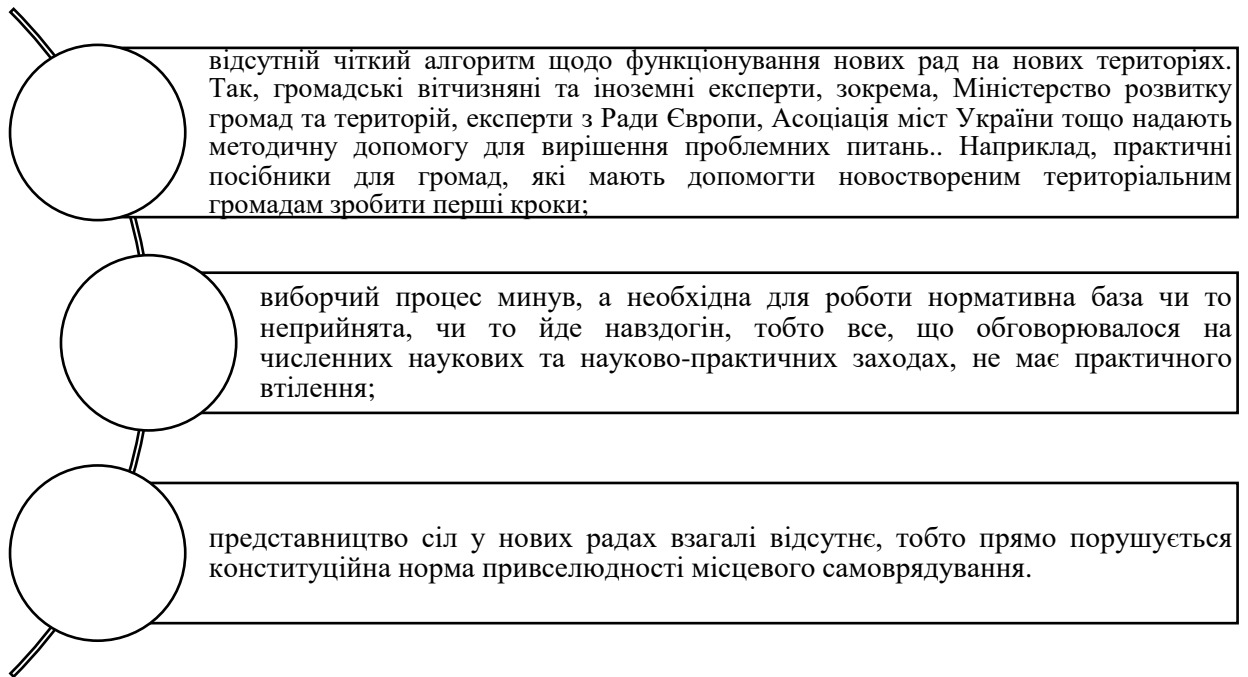 відсутній чіткий алгоритм щодо функціонування нових рад на нових територіях.
Так, громадські вітчизняні та іноземні експерти, зокрема, Міністерство розвитку
громад та територій, експерти з Ради Європи, Асоціація міст України тощо надають
методичну допомогу для вирішення проблемних питань.. Наприклад, практичні
посібники для громад, які мають допомогти новоствореним територіальним
громадам зробити перші кроки;
виборчий процес минув, а необхідна для роботи нормативна база чи то
неприйнята, чи то йде навздогін, тобто все, що обговорювалося на
численних наукових та науково-практичних заходах, не має практичного
втілення;
представництво сіл у нових радах взагалі відсутнє, тобто прямо порушується
конституційна норма привселюдності місцевого самоврядування.